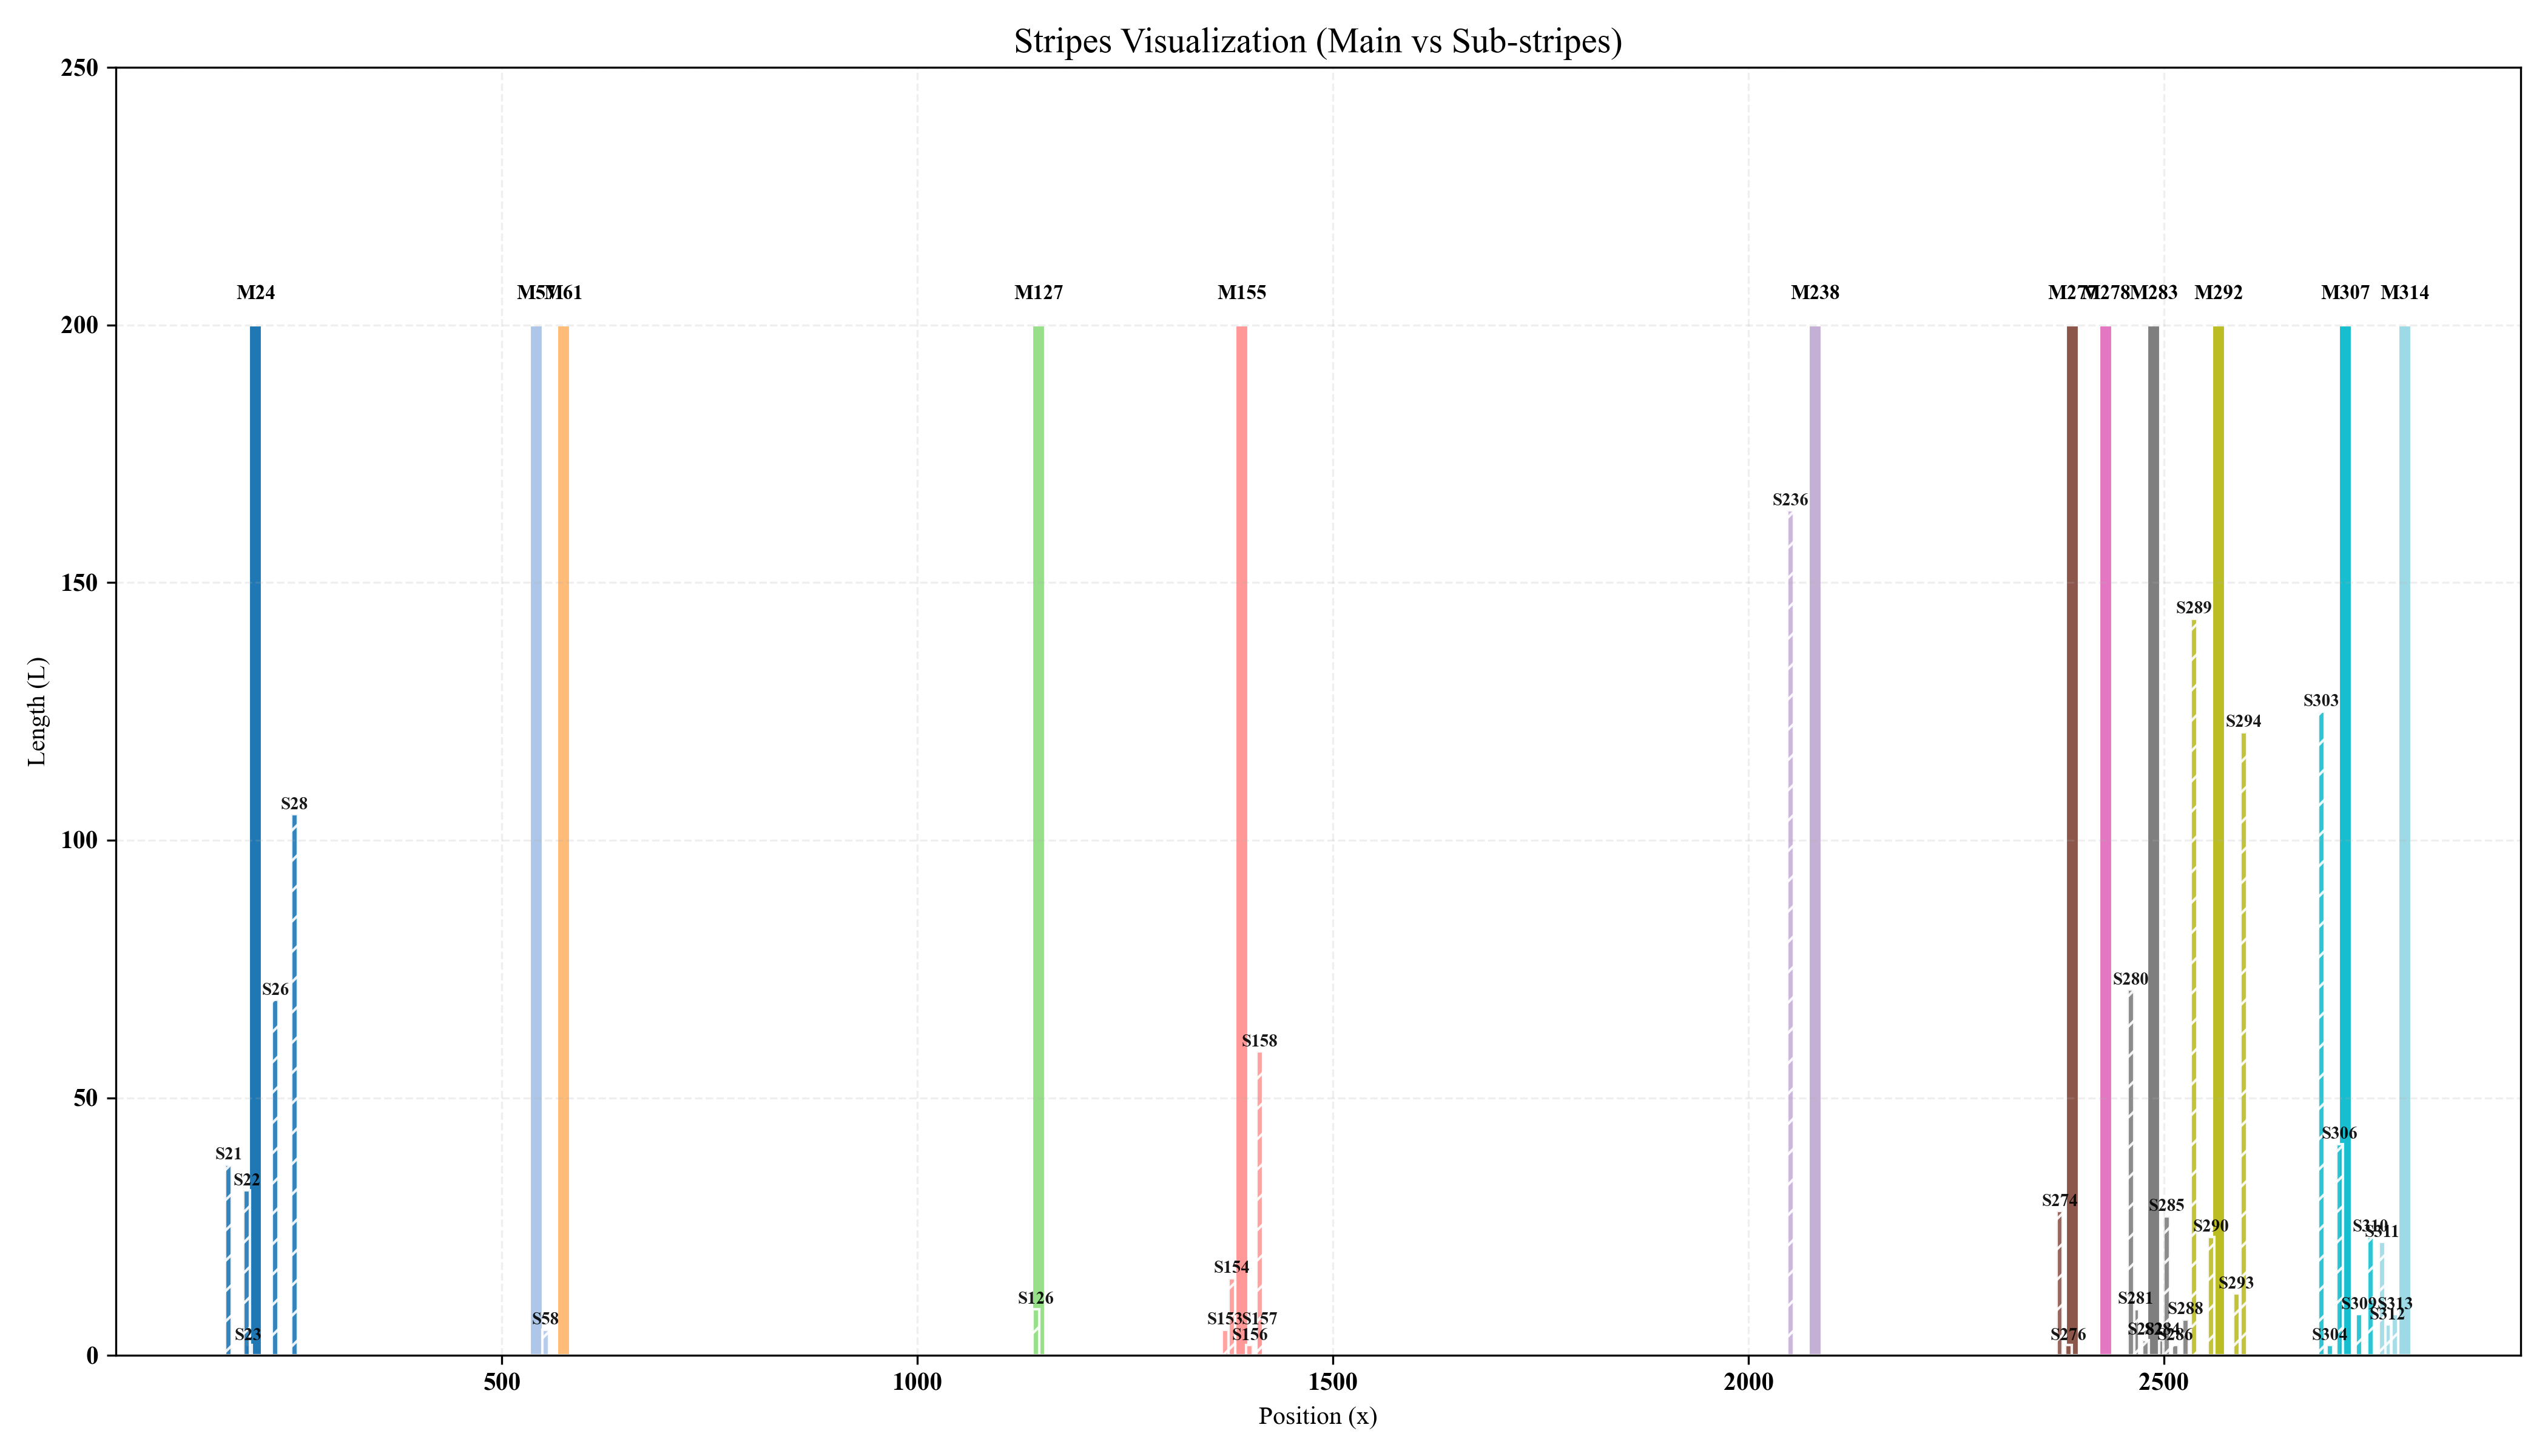 Stripes Visualization (Main vs Sub-stripes)
250
200
150
100
50
0
Length (L)
M24
M61
M127
M155
M238
M278
M283
M292
M307
M314
S236
S289
S303
S294
S28
S280
S26
S158
S306
S21
S22
S274
S285
S290
S310
S311
S154
S293
S126
S281
S288
S309
S313
S312
S58
S153
S157
S23
S156
S276
S286
S304
500
1000
1500
2000
2500
Position (x)